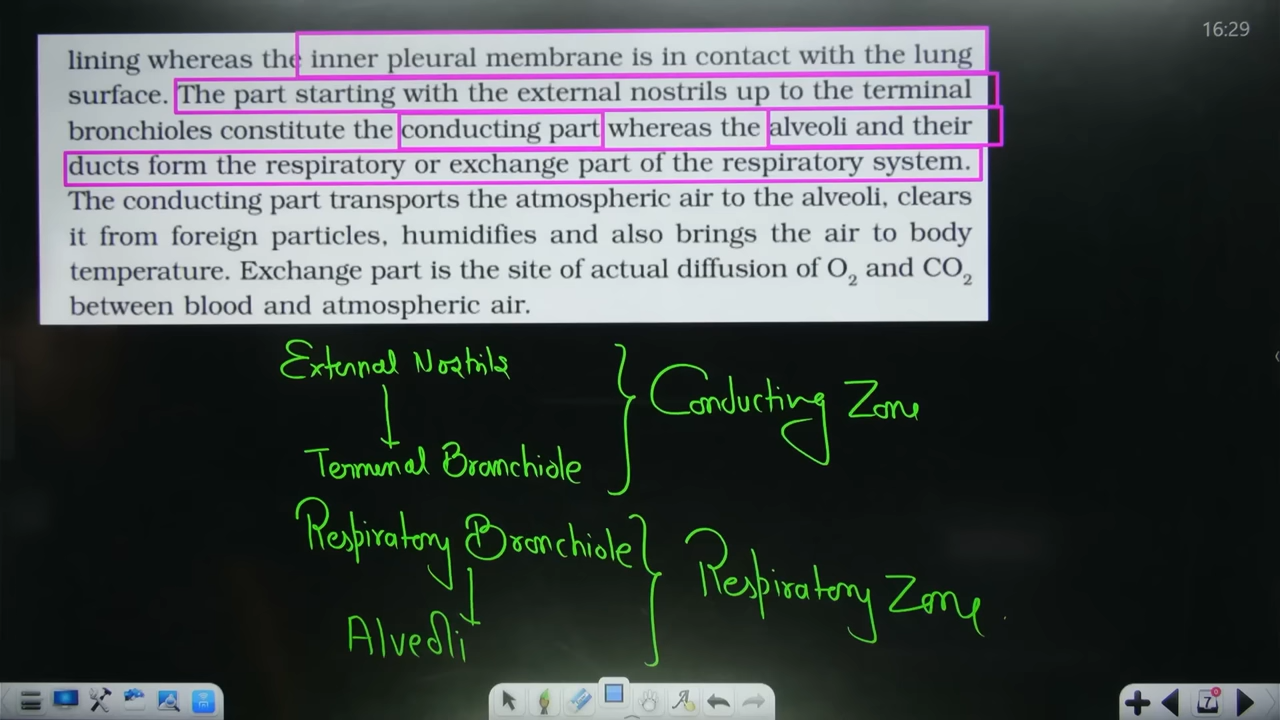 16:29
lining whereas the inner pleural membrane is in contact with the lung
surface. The part starting with the external nostrils up to the terminal
bronchioles constitute the conducting part whereas the alveoli and their
ducts form the respiratory or exchange part of the respiratory system.
The conducting part transports the atmospheric air to the alveoli, clears
it from foreign particles, humidifies and also brings the air to body
temperature. Exchange part is the site of actual diffusion of O₂ and CO₂
between blood and atmospheric air.
External Nostrils
Conducting Zone
Terminal Bronchiole
Respiratory Bronchiole
Respiratory Zone.
Alveoli
A
7